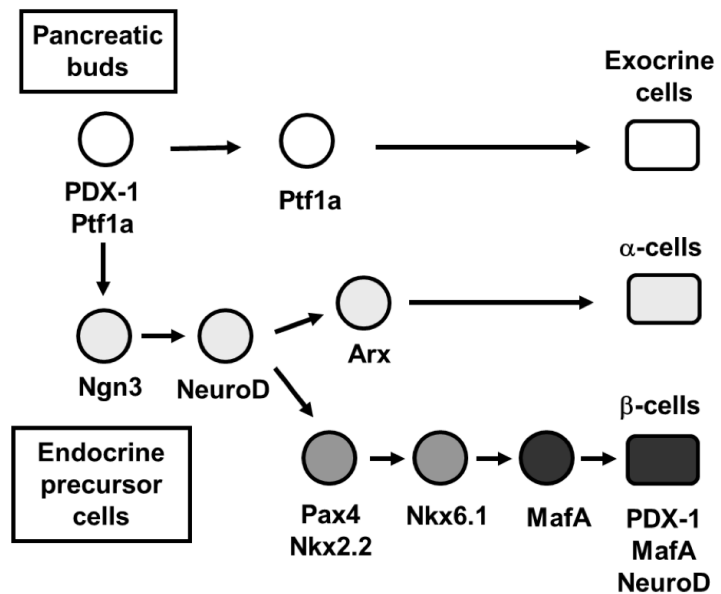 Pancreatic
buds
Exocrine
cells
PDX-1
Ptf1a
Ptf1a
α-cells
Arx
Ngn3
NeuroD
β-cells
Endocrine
precursor
cells
Pax4
Nkx2.2
Nkx6.1
MafA
PDX-1
MafA
NeuroD